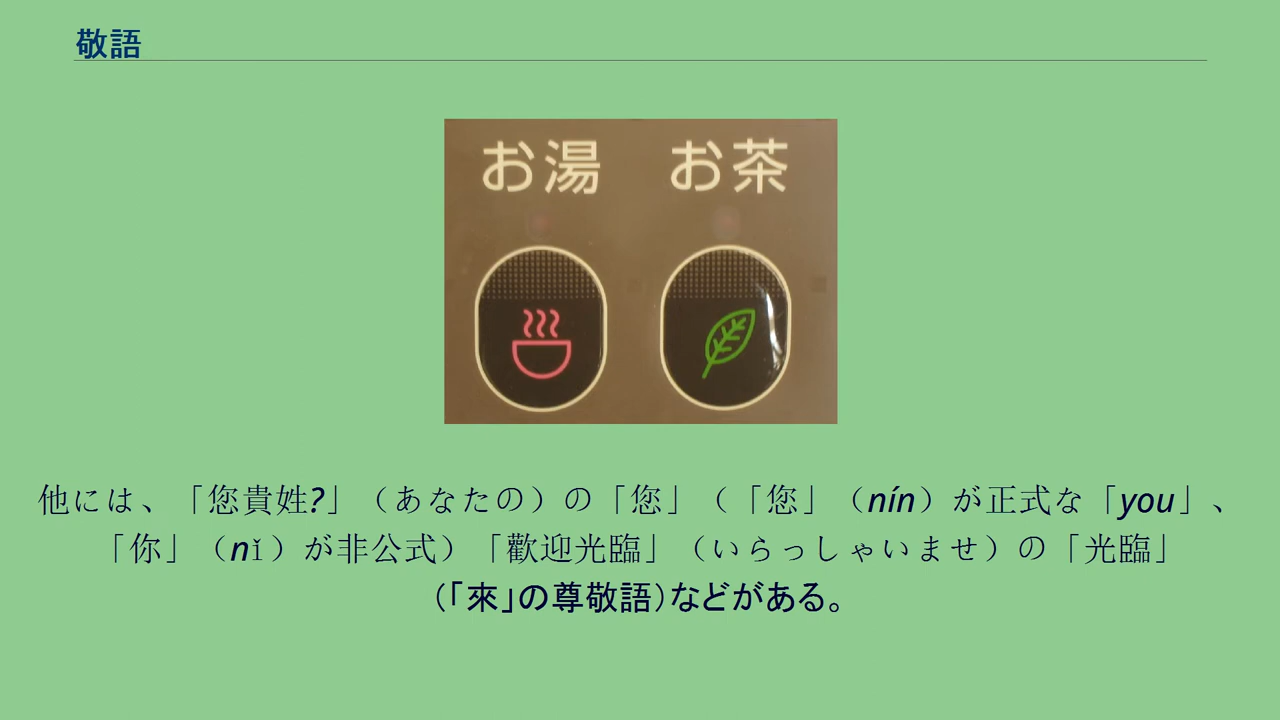 敬語
お湯 お茶
他には、「您貴姓?」（あなたの）の「您」（「您」（nín）が正式な「you」、
「你」（nǐ）が非公式）「歡迎光臨」（いらっしゃいませ）の「光臨」
（「來」の尊敬語）などがある。